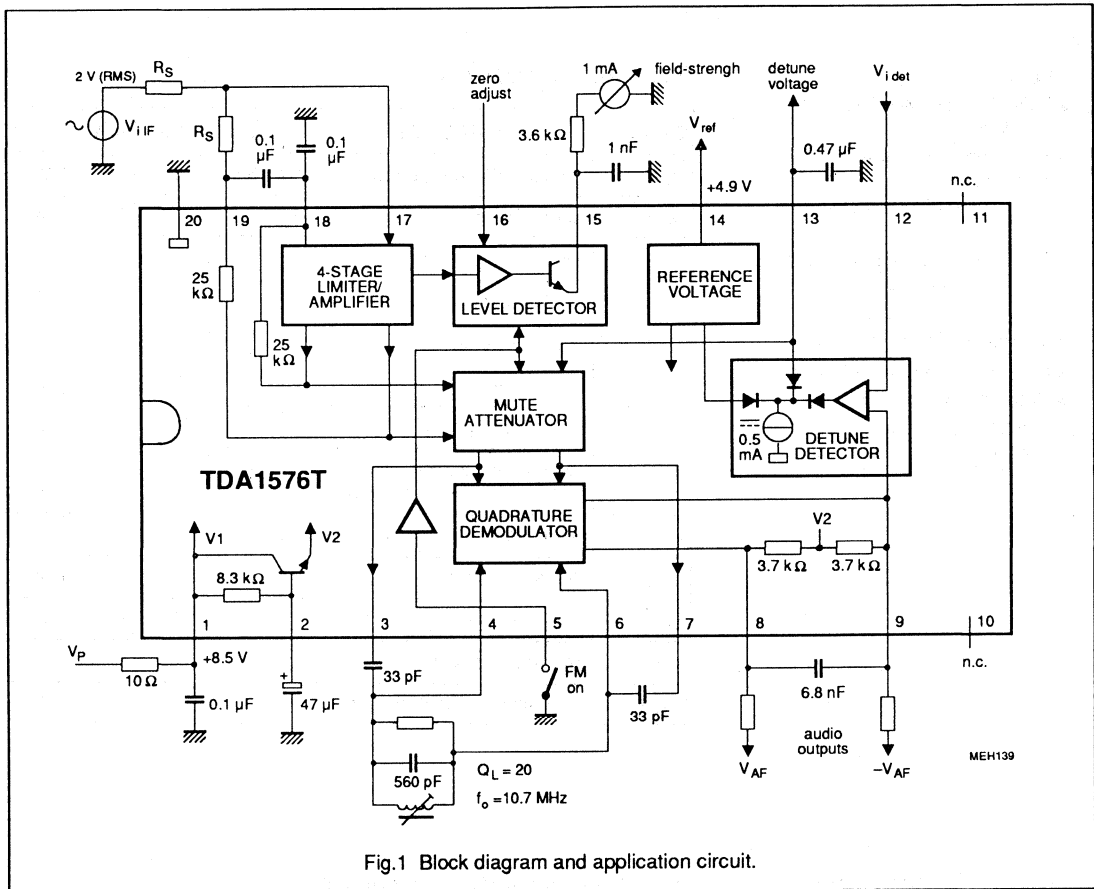 2 V (RMS)
R_S
V_i IF
R_S
0.1
µF
0.1
µF
zero
adjust
1 mA
field-strengh
3.6 kΩ
1 nF
V_ref
+4.9 V
detune
voltage
0.47 µF
V_i det
n.c.
20
19
18
17
16
15
14
13
12
11
25
kΩ
25
kΩ
4-STAGE
LIMITER/
AMPLIFIER
LEVEL DETECTOR
REFERENCE
VOLTAGE
MUTE
ATTENUATOR
0.5
mA
DETUNE
DETECTOR
TDA1576T
QUADRATURE
DEMODULATOR
V1
V2
8.3 kΩ
V2
3.7 kΩ
3.7 kΩ
1
2
3
4
5
6
7
8
9
10
V_P
+8.5 V
10 Ω
0.1 µF
+
47 µF
33 pF
560 pF
Q_L = 20
f_o =10.7 MHz
FM
on
33 pF
6.8 nF
audio
outputs
V_AF
-V_AF
n.c.
MEH139
Fig.1 Block diagram and application circuit.